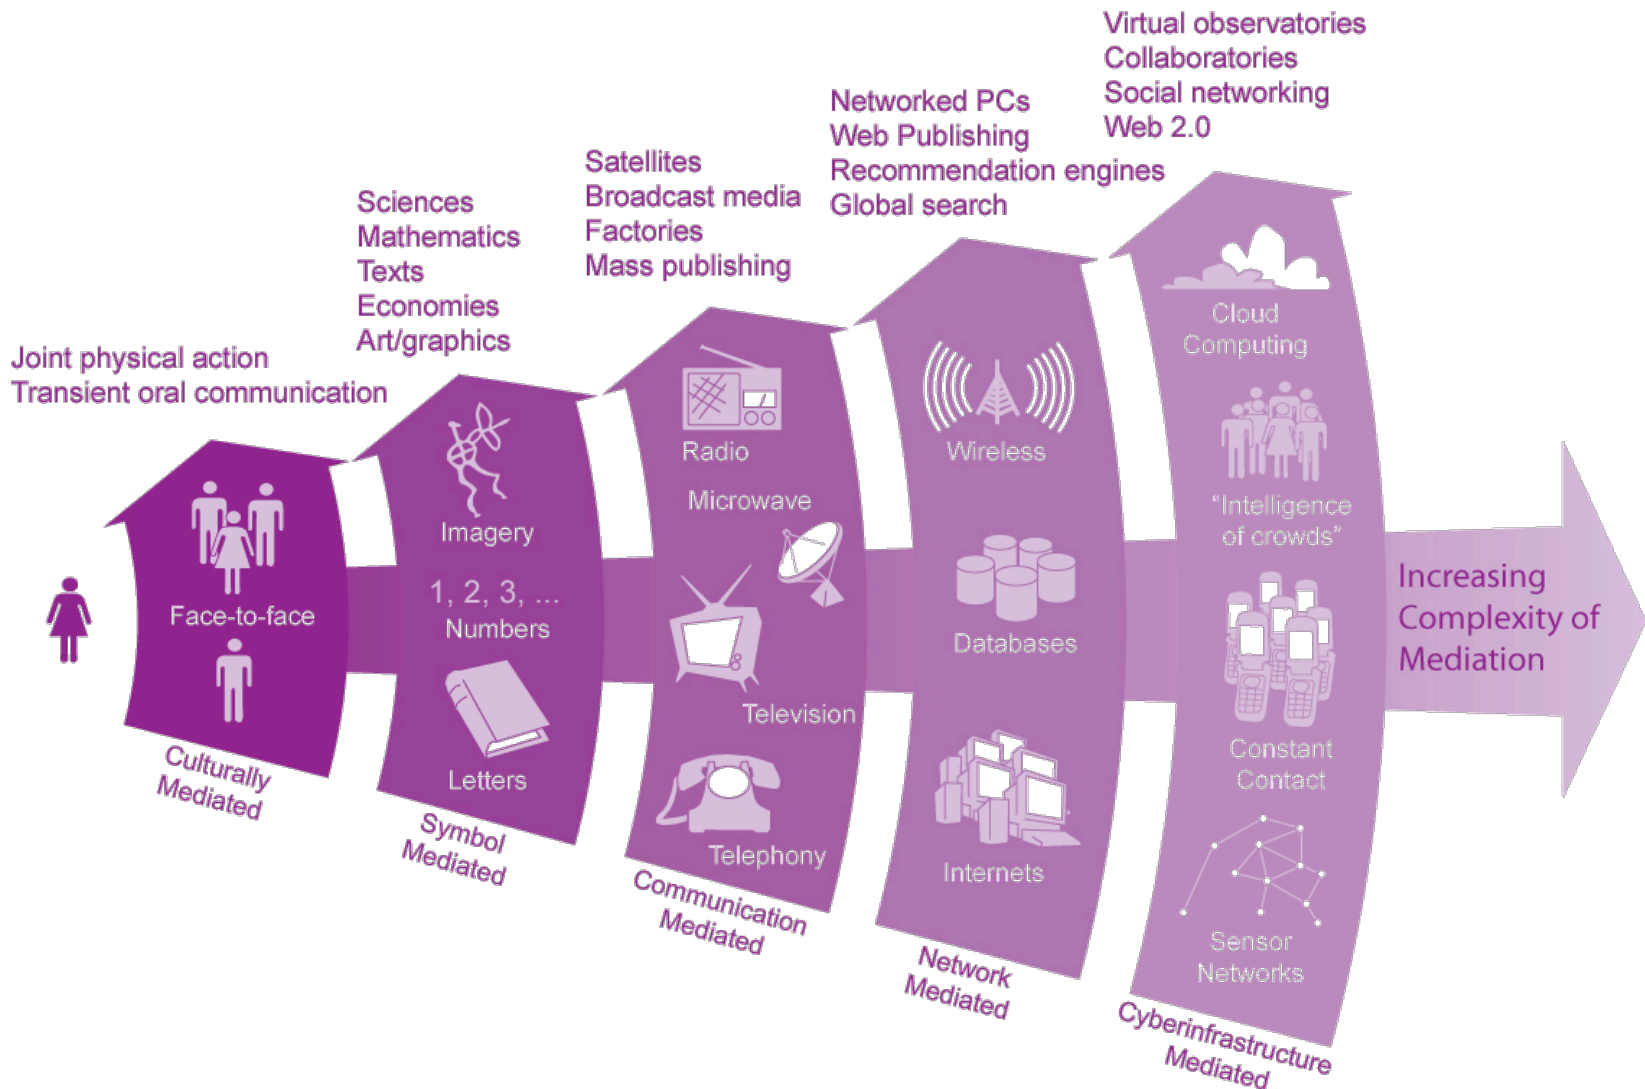 Joint physical action
Transient oral communication
Face-to-face
Culturally
Mediated
Sciences
Mathematics
Texts
Economies
Art/graphics
Imagery
1, 2, 3, ...
Numbers
Letters
Symbol
Mediated
Satellites
Broadcast media
Factories
Mass publishing
Radio
Microwave
Television
Telephony
Communication
Mediated
Networked PCs
Web Publishing
Recommendation engines
Global search
Wireless
Databases
Internets
Network
Mediated
Virtual observatories
Collaboratories
Social networking
Web 2.0
Cloud
Computing
“Intelligence
of crowds”
Constant
Contact
Sensor
Networks
Cyberinfrastructure
Mediated
Increasing
Complexity of
Mediation